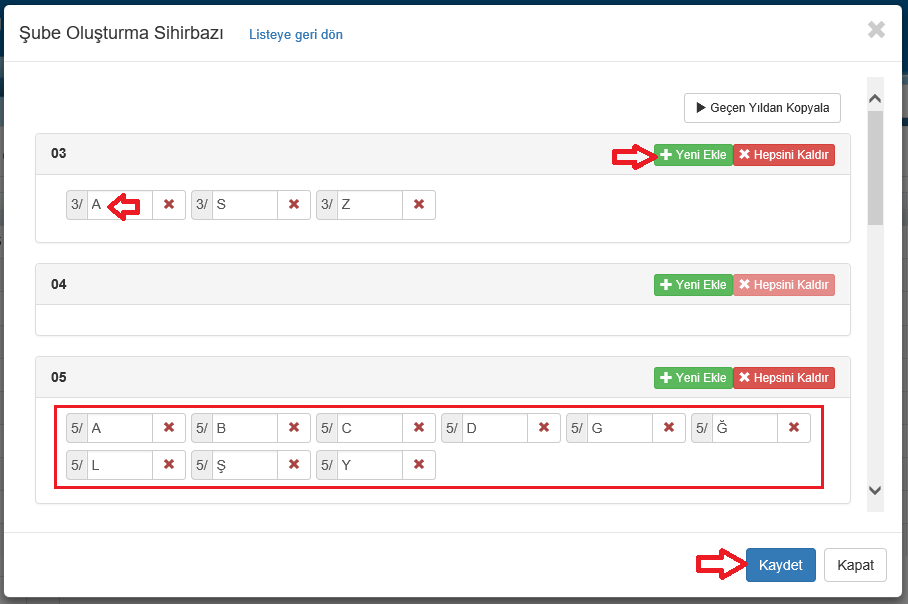 Şube Oluşturma Sihirbazı Listeye geri dön
Geçen Yıldan Kopyala
03 Yeni Ekle Hepsini Kaldır
3/ A 3/ S 3/ Z
04 Yeni Ekle Hepsini Kaldır
05 Yeni Ekle Hepsini Kaldır
5/ A 5/ B 5/ C 5/ D 5/ G 5/ Ğ
5/ L 5/ Ş 5/ Y
Kaydet Kapat